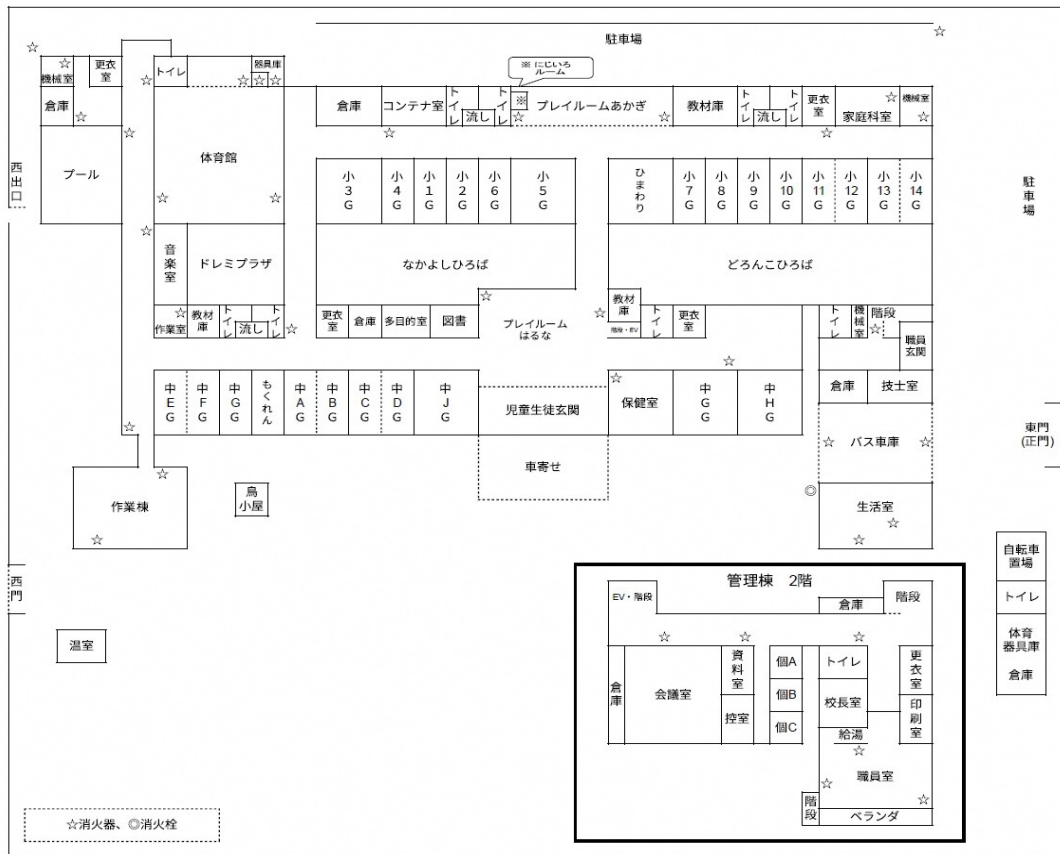 駐車場
☆
☆
機械室
☆
更衣室
☆
トイレ
器具庫
☆
☆☆
※ にじいろ
ルーム
倉庫
☆
プール
☆
体育館
☆
☆
西出口
倉庫
コンテナ室
☆
トイレ
流し
トイレ
※
☆
プレイルームあかぎ
☆
教材庫
トイレ
流し
トイレ
更衣室
☆
家庭科室
☆
機械室
☆
駐車場
小3G
小4G
小1G
小2G
小6G
小5G
ひまわり
小7G
小8G
小9G
小10G
小11G
小12G
小13G
小14G
☆
音楽室
ドレミプラザ
なかよしひろば
どろんこひろば
☆
作業室
教材庫
トイレ
流し
トイレ
☆
更衣室
倉庫
多目的室
図書
☆
プレイルーム
はるな
☆
教材庫
階段・EV
トイレ
更衣室
☆
トイレ
機械室
階段
☆
職員
玄関
中EG
中FG
中GG
もくれん
中AG
中BG
中CG
中DG
中JG
児童生徒玄関
☆
保健室
中GG
中HG
倉庫
技士室
☆
バス車庫
☆
東門
(正門)
☆
車寄せ
☆
作業棟
☆
鳥
小屋
◎
生活室
☆
☆
西門
温室
自転車
置場
トイレ
体育
器具庫
倉庫
管理棟 2階
EV・階段
倉庫
階段
☆
☆
☆
倉庫
会議室
資料室
控室
個A
個B
個C
トイレ
校長室
給湯
☆
更衣室
印刷室
☆
職員室
☆
階段
ベランダ
☆消火器、◎消火栓